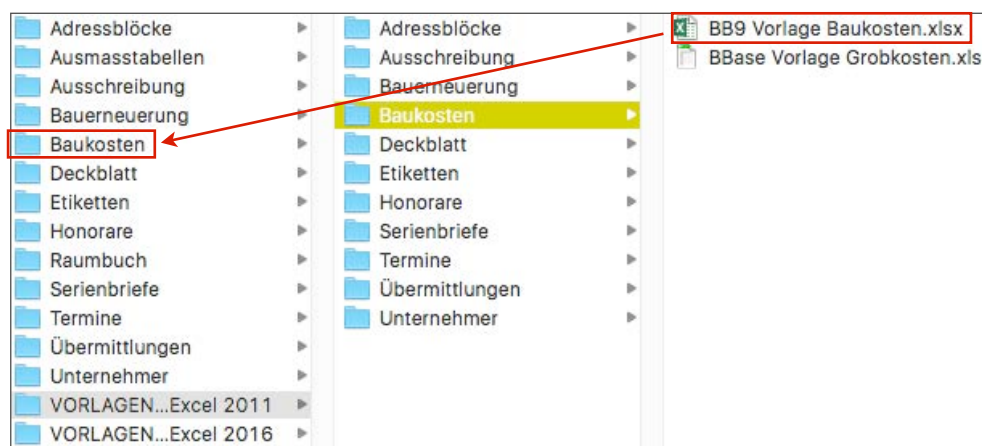 Adressblöcke
Ausmasstabellen
Ausschreibung
Bauerneuerung
Baukosten
Deckblatt
Etiketten
Honorare
Raumbuch
Serienbriefe
Termine
Übermittlungen
Unternehmer
VORLAGEN...Excel 2011
VORLAGEN...Excel 2016
Adressblöcke
Ausschreibung
Bauerneuerung
Baukosten
Deckblatt
Etiketten
Honorare
Serienbriefe
Termine
Übermittlungen
Unternehmer
BB9 Vorlage Baukosten.xlsx
BBase Vorlage Grobkosten.xls